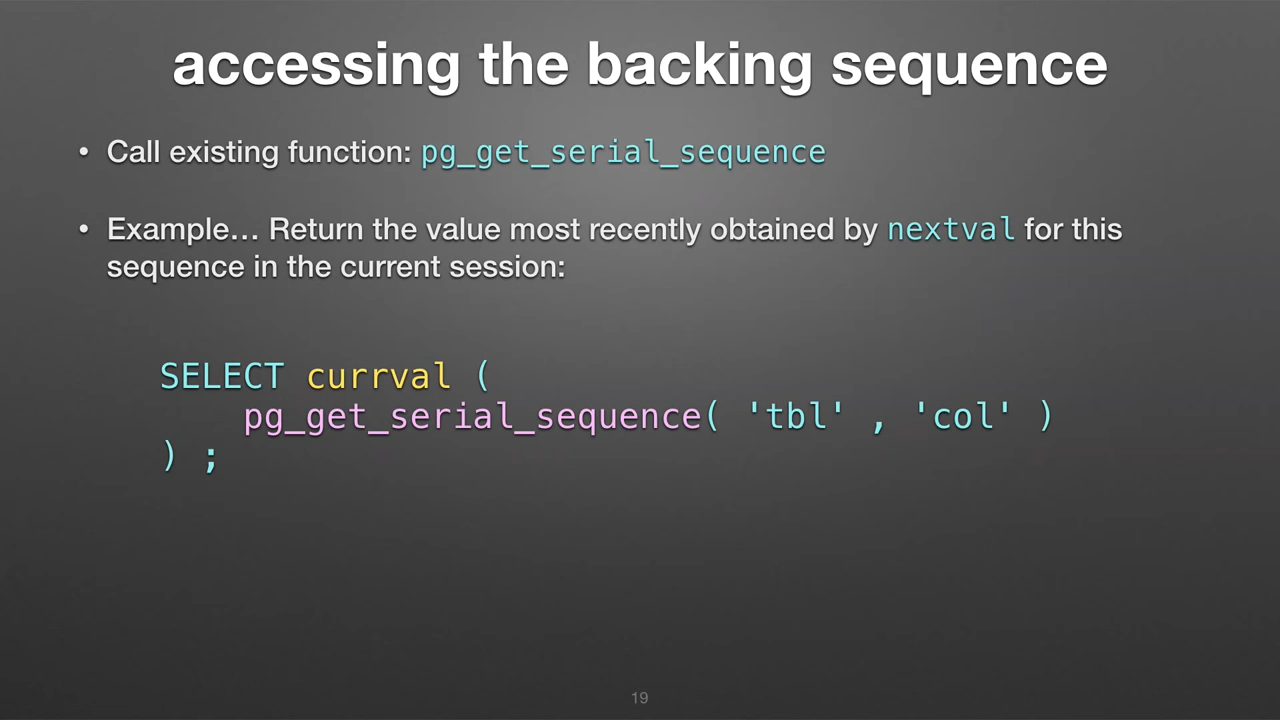 accessing the backing sequence
• Call existing function: pg_get_serial_sequence
• Example… Return the value most recently obtained by nextval for this
sequence in the current session:
SELECT currval (
pg_get_serial_sequence( 'tbl' , 'col' )
) ;
19